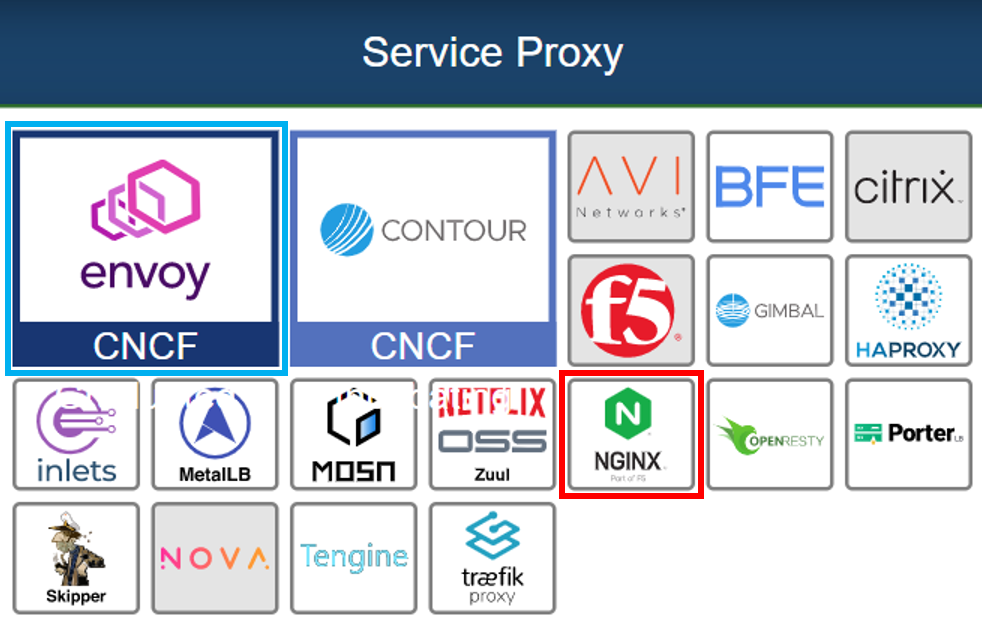 Service Proxy
envoy
CNCF
CONTOUR
CNCF
AVI
Networks
BFE
citrix
f5
GIMBAL
HAPROXY
inlets
MetalLB
MOSN
NETFLIX
OSS
Zuul
N
NGINX
Part of F5
OPENRESTY
Porter LB
Skipper
NOVA
Tengine
træfik
proxy